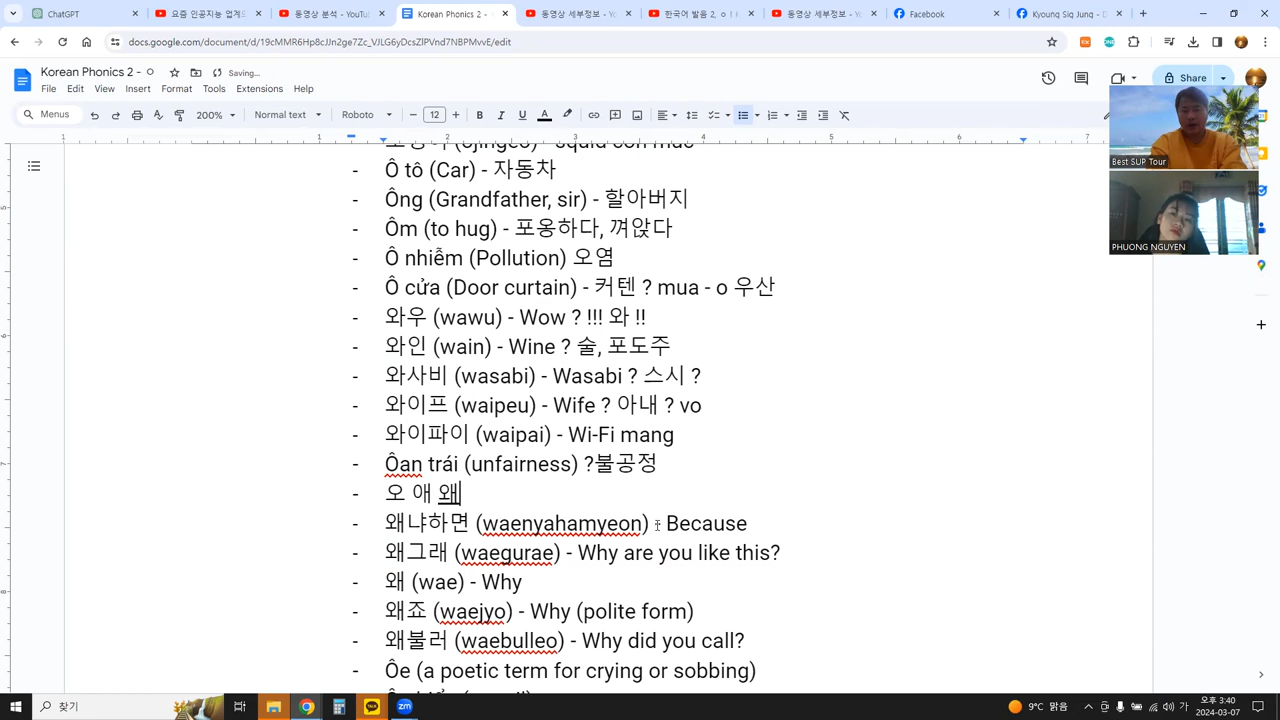 ChatGPT
요즘 인공지능 업계의
동영상 분석 - YouTu
Korean Phonics 2 -
동영상 세부정보 - Yo
한국어 발음 2, ㅇ ㅣ
동영상 세부정보 - Yo
Facebook
Kyoung Sig Jung - D
docs.google.com/document/d/19cMMR6Hp8cJJn2ge7Zc_VJLG6yDcsZlPVnd7NBPMvvE/edit
Korean Phonics 2 - ㅇ
Saving...
File Edit View Insert Format Tools Extensions Help
Share
Menus 200% Normal text Roboto 12
Best SUP Tour
PHUONG NGUYEN
- Ô tô (Car) - 자동차
- Ông (Grandfather, sir) - 할아버지
- Ôm (to hug) - 포옹하다, 껴앉다
- Ô nhiễm (Pollution) 오염
- Ô cửa (Door curtain) - 커텐 ? mua - o 우산
- 와우 (wawu) - Wow ? !!! 와 !!
- 와인 (wain) - Wine ? 술, 포도주
- 와사비 (wasabi) - Wasabi ? 스시 ?
- 와이프 (waipeu) - Wife ? 아내 ? vo
- 와이파이 (waipai) - Wi-Fi mang
- Ôan trái (unfairness) ?불공정
- 오 애 왜
- 왜냐하면 (waenyahamyeon) - Because
- 왜그래 (waegurae) - Why are you like this?
- 왜 (wae) - Why
- 왜죠 (waejyo) - Why (polite form)
- 왜불러 (waebulleo) - Why did you call?
- Ôe (a poetic term for crying or sobbing)
찾기
9°C 맑음
오후 3:40
2024-03-07